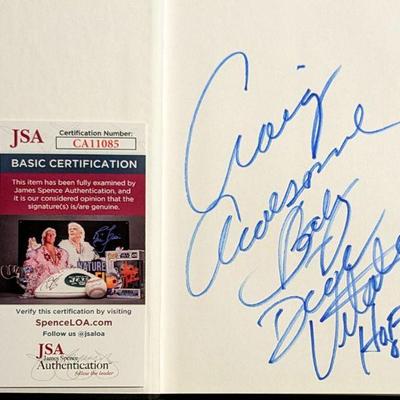 JSA
Certification Number:
CA11085
BASIC CERTIFICATION
This item has been fully examined by
James Spence Authentication, and
it is our considered opinion that the
signature(s) is/are genuine.
Verify this certification by visiting
SpenceLOA.com
Follow us @jsaloa
JSA
James Spence
Authentication
Craig
Awesome
Baby
Dick
Vitale
HOF